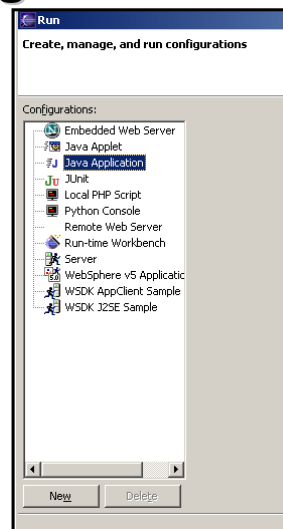 Run
Create, manage, and run configurations
Configurations:
Embedded Web Server
Java Applet
Java Application
JUnit
Local PHP Script
Python Console
Remote Web Server
Run-time Workbench
Server
WebSphere v5 Applicatic
WSDK AppClient Sample
WSDK J2SE Sample
New
Delete